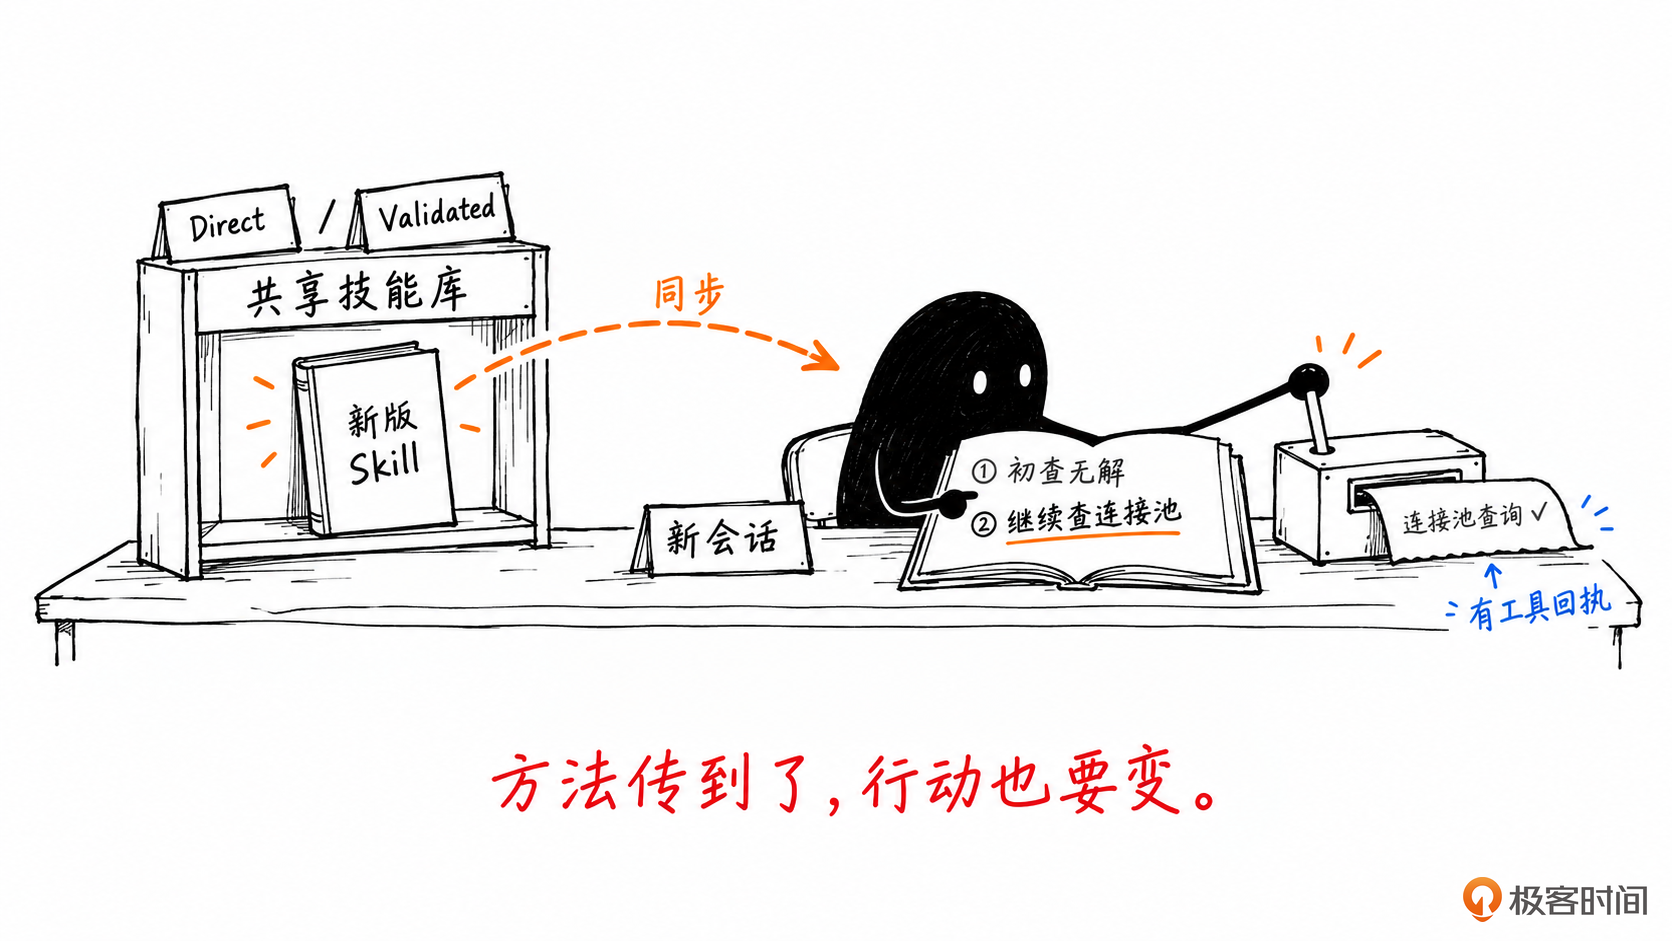 Direct / Validated
共享技能库
新版
Skill
同步
新会话
① 初查无解
② 继续查连接池
连接池查询 ✓
有工具回执
方法传到了,行动也要变。
极客时间